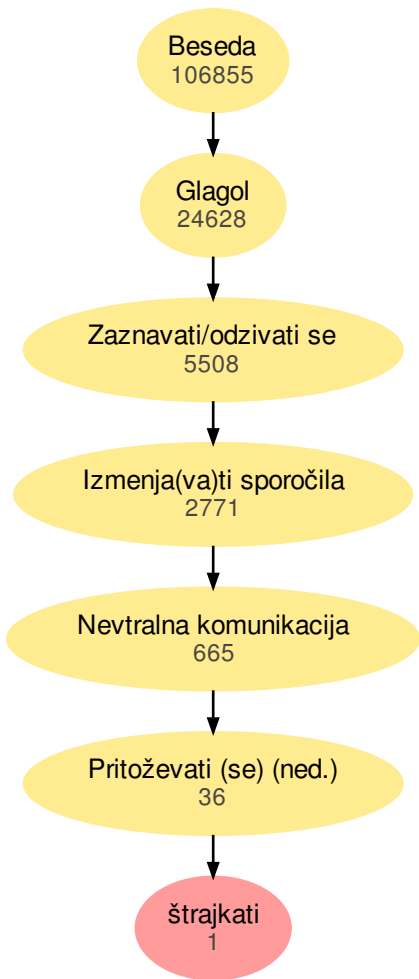 Beseda
106855
Glagol
24628
Zaznavati/odzivati se
5508
Izmenja(va)ti sporočila
2771
Nevtralna komunikacija
665
Pritoževati (se) (ned.)
36
štrajkati
1